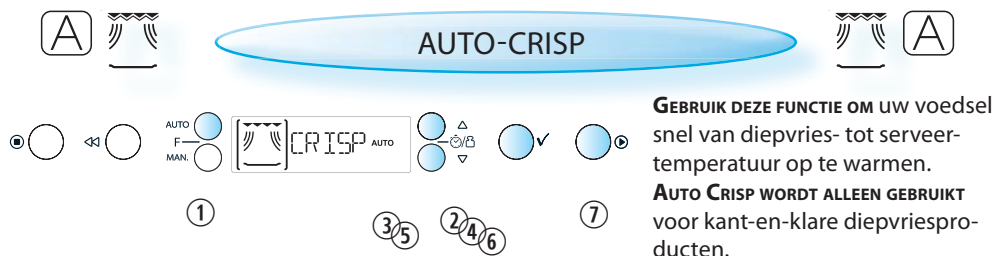 A AUTO-CRISP A
AUTO
F
MAN.
CRISP AUTO
① ③ ⑤ ② ④ ⑥ ⑦
GEBRUIK DEZE FUNCTIE OM uw voedsel
snel van diepvries- tot serveer-
temperatuur op te warmen.
AUTO CRISP WORDT ALLEEN GEBRUIKT
voor kant-en-klare diepvriespro-
ducten.